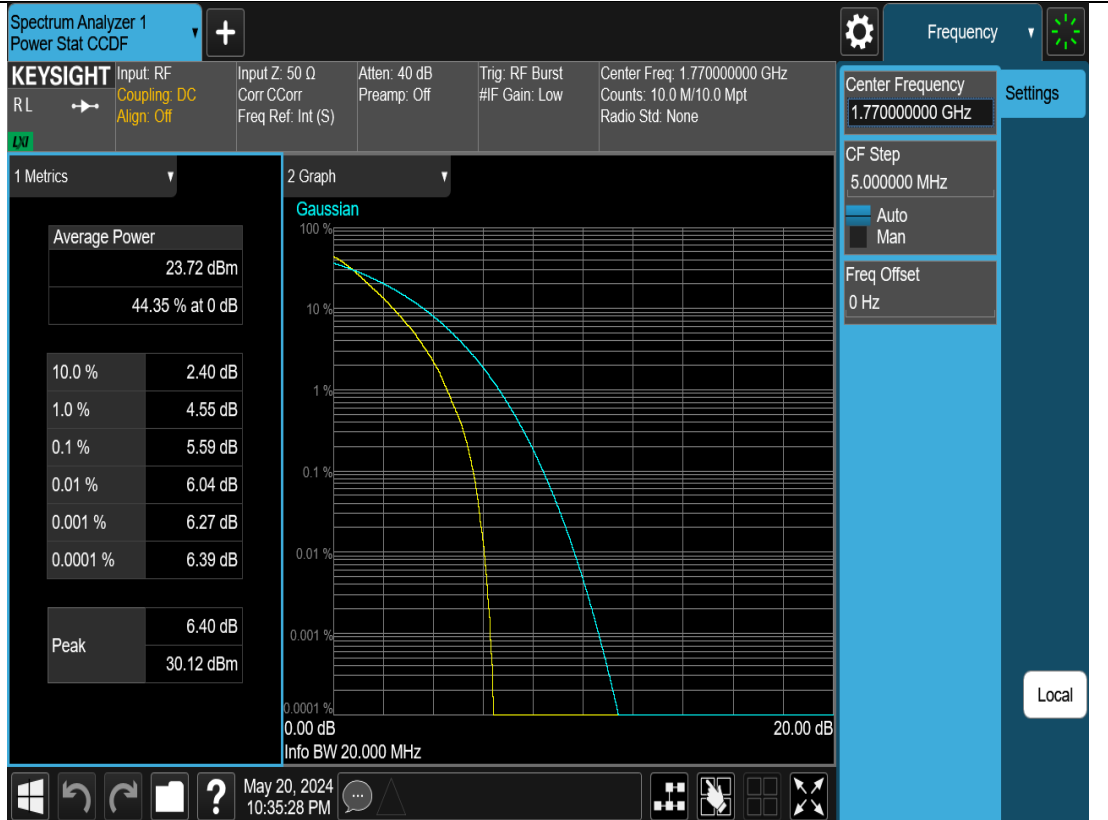 Spectrum Analyzer 1
Power Stat CCDF
+
Frequency
KEYSIGHT
R L
LXI
Input: RF
Coupling: DC
Align: Off
Input Z: 50 Ω
Corr CCorr
Freq Ref: Int (S)
Atten: 40 dB
Preamp: Off
Trig: RF Burst
#IF Gain: Low
Center Freq: 1.770000000 GHz
Counts: 10.0 M/10.0 Mpt
Radio Std: None
Center Frequency
1.770000000 GHz
Settings
CF Step
5.000000 MHz
Auto
Man
Freq Offset
0 Hz
1 Metrics
Average Power
23.72 dBm
44.35 % at 0 dB
10.0 % 2.40 dB
1.0 % 4.55 dB
0.1 % 5.59 dB
0.01 % 6.04 dB
0.001 % 6.27 dB
0.0001 % 6.39 dB
Peak
6.40 dB
30.12 dBm
2 Graph
Gaussian
100 %
10 %
1 %
0.1 %
0.01 %
0.001 %
0.0001 %
0.00 dB 20.00 dB
Info BW 20.000 MHz
Local
?
May 20, 2024
10:35:28 PM